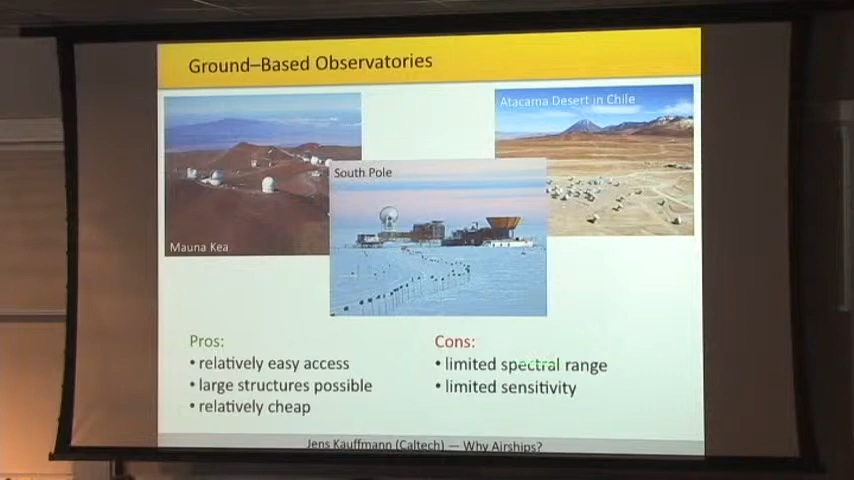 Ground–Based Observatories
Atacama Desert in Chile
South Pole
Mauna Kea
Pros:
• relatively easy access
• large structures possible
• relatively cheap
Cons:
• limited spectral range
• limited sensitivity
Jens Kauffmann (Caltech) — Why Airships?